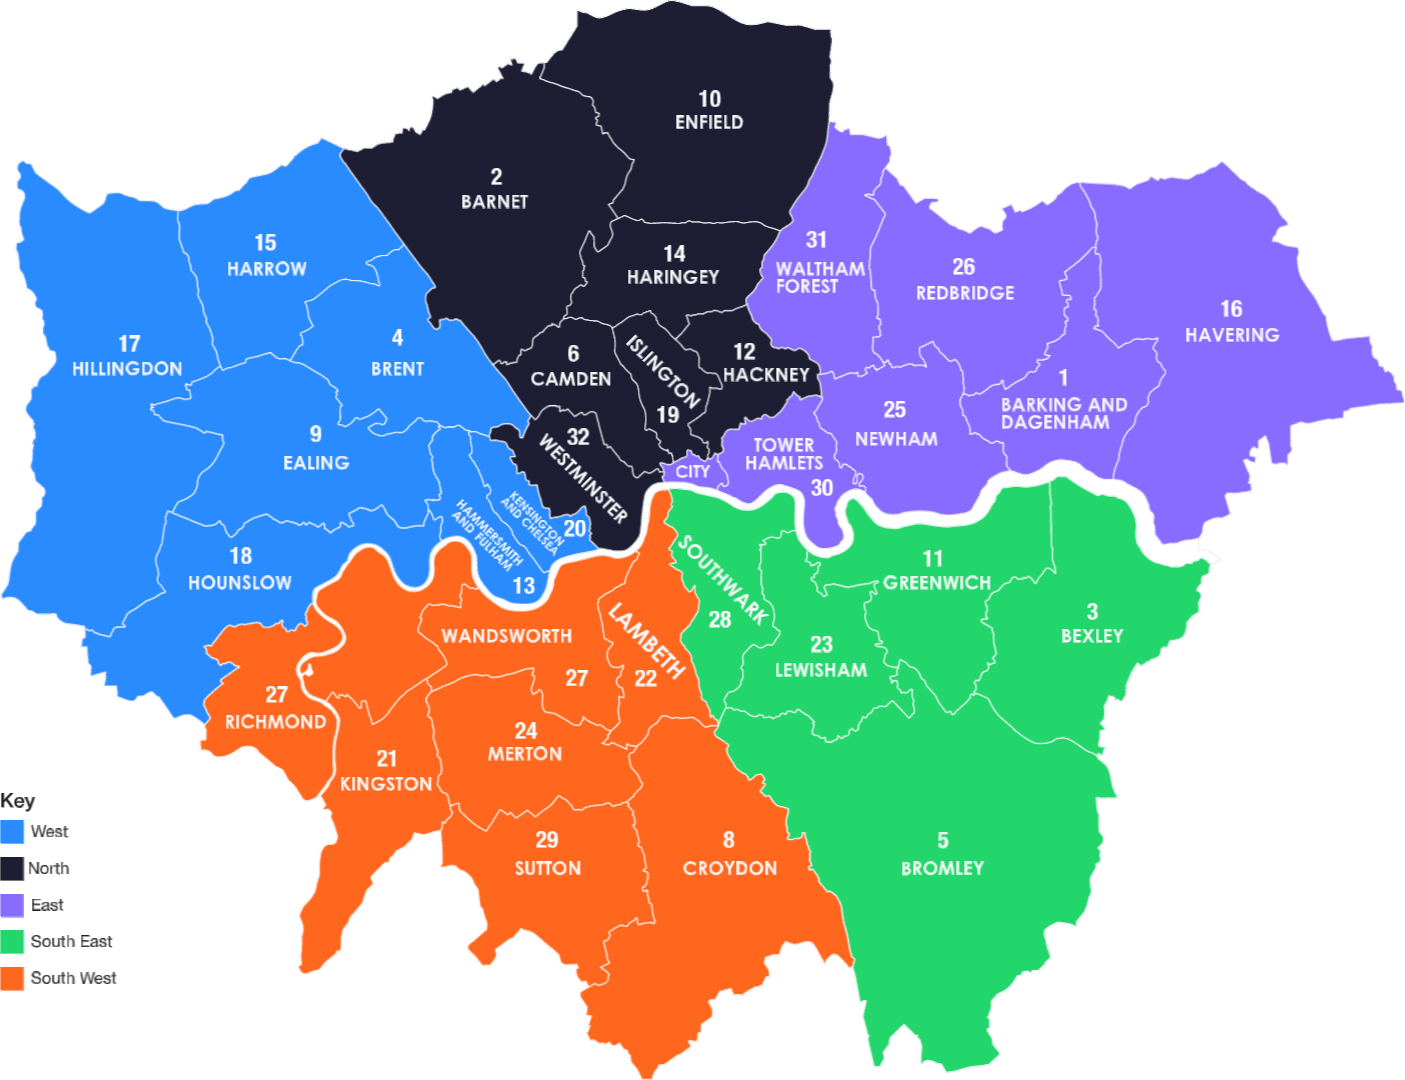 10
ENFIELD
2
BARNET
31
WALTHAM
FOREST
15
HARROW
14
HARINGEY
26
REDBRIDGE
16
HAVERING
17
HILLINGDON
4
BRENT
6
CAMDEN
ISLINGTON
19
12
HACKNEY
1
BARKING AND
DAGENHAM
9
EALING
32
WESTMINSTER
25
NEWHAM
TOWER
HAMLETS
30
CITY
KENSINGTON
AND CHELSEA
20
HAMMERSMITH
AND FULHAM
13
18
HOUNSLOW
SOUTHWARK
28
11
GREENWICH
3
BEXLEY
WANDSWORTH
27
LAMBETH
22
23
LEWISHAM
27
RICHMOND
21
KINGSTON
24
MERTON
29
SUTTON
8
CROYDON
5
BROMLEY
Key
West
North
East
South East
South West